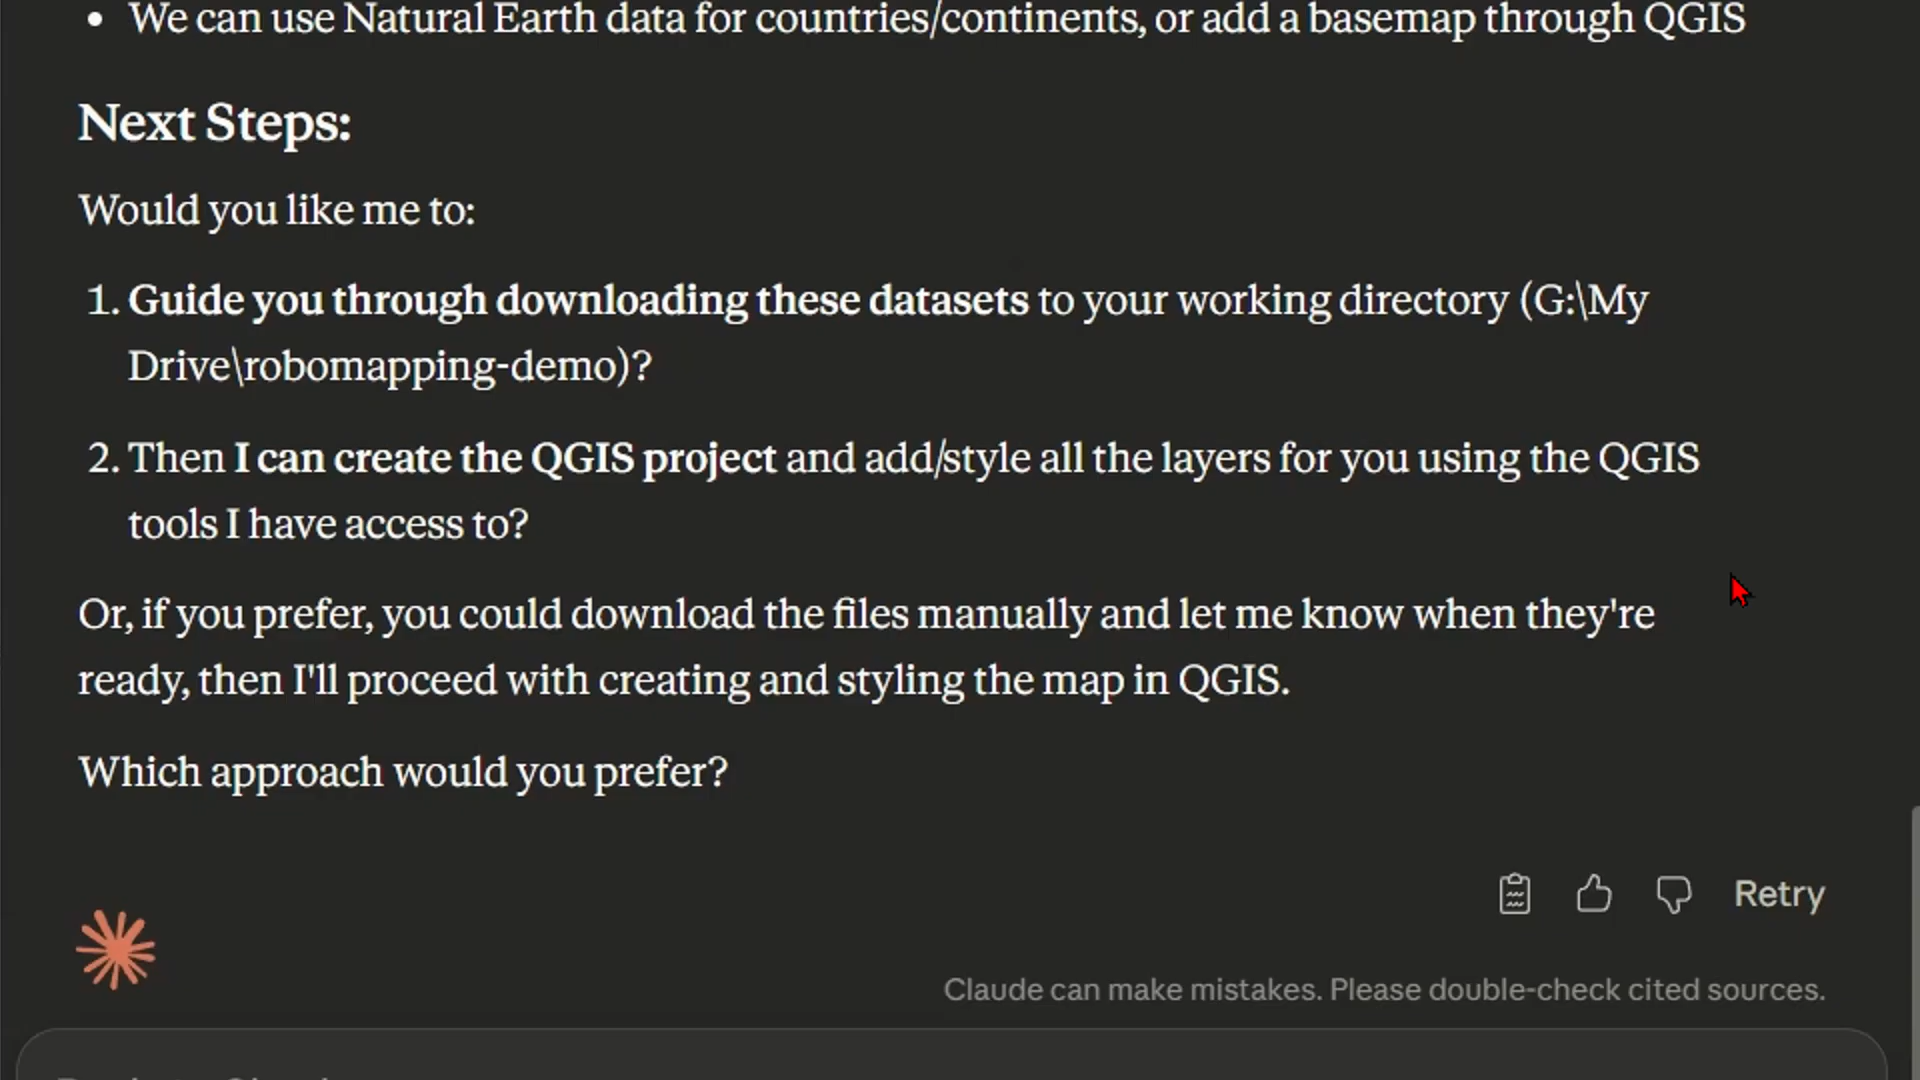 • We can use Natural Earth data for countries/continents, or add a basemap through QGIS
Next Steps:
Would you like me to:
1. Guide you through downloading these datasets to your working directory (G:\My
Drive\robomapping-demo)?
2. Then I can create the QGIS project and add/style all the layers for you using the QGIS
tools I have access to?
Or, if you prefer, you could download the files manually and let me know when they're
ready, then I'll proceed with creating and styling the map in QGIS.
Which approach would you prefer?
Retry
Claude can make mistakes. Please double-check cited sources.